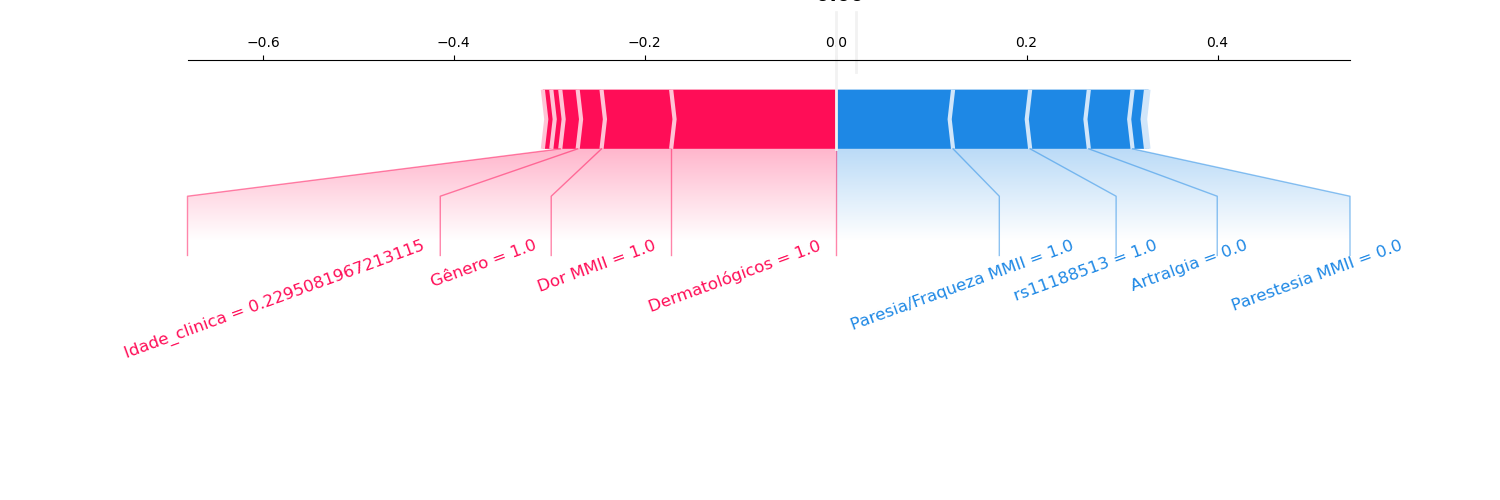 −0.6 −0.4 −0.2 0.0 0.2 0.4
Idade_clinica = 0.22950819672131​15
Gênero = 1.0
Dor MMII = 1.0
Dermatológicos = 1.0
Paresia/Fraqueza MMII = 1.0
rs11188513 = 1.0
Artralgia = 0.0
Parestesia MMII = 0.0